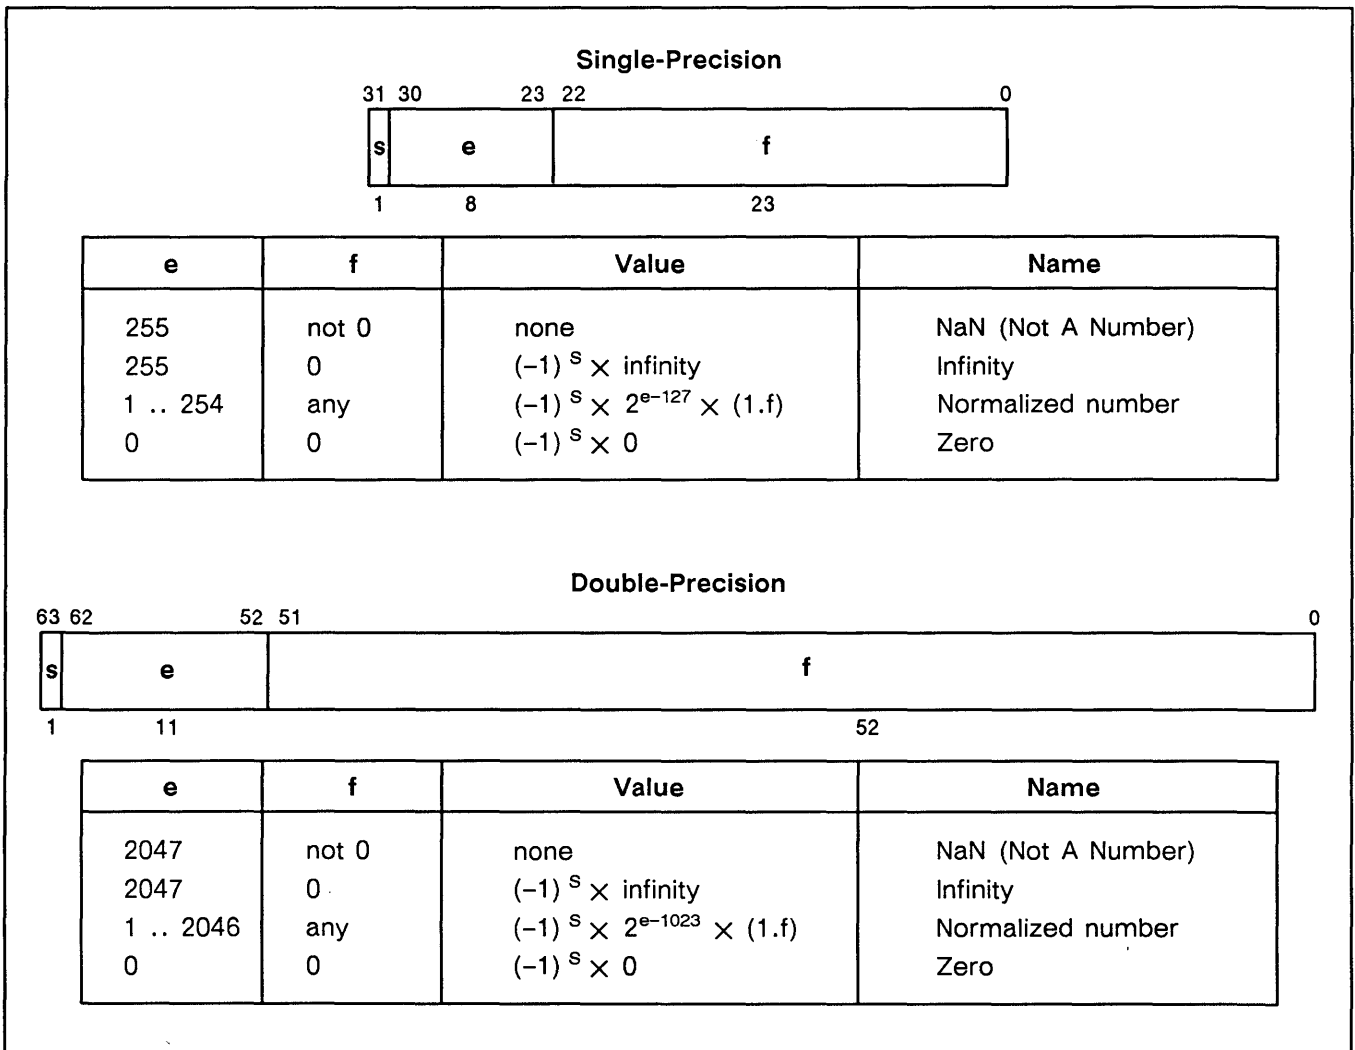 Single-Precision
31 30 23 22 0
s e f
1 8 23
e f Value Name
255 not 0 none NaN (Not A Number)
255 0 (−1) ^S × infinity Infinity
1 .. 254 any (−1) ^S × 2^e−127 × (1.f) Normalized number
0 0 (−1) ^S × 0 Zero
Double-Precision
63 62 52 51 0
s e f
1 11 52
e f Value Name
2047 not 0 none NaN (Not A Number)
2047 0 (−1) ^S × infinity Infinity
1 .. 2046 any (−1) ^S × 2^e−1023 × (1.f) Normalized number
0 0 (−1) ^S × 0 Zero